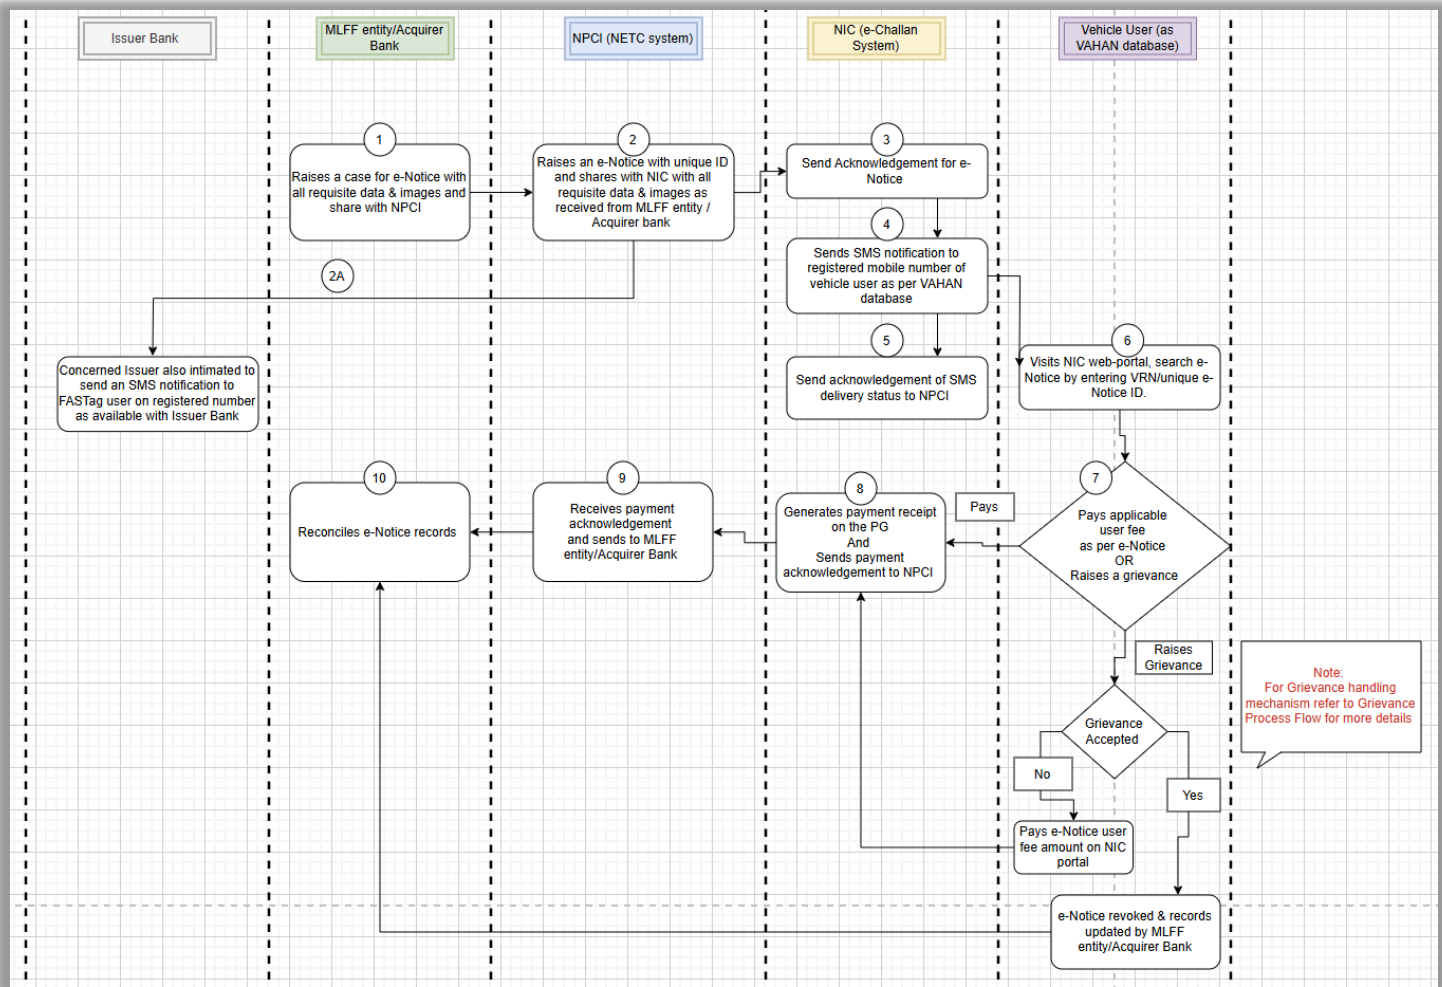 Issuer Bank
MLFF entity/Acquirer
Bank
NPCI (NETC system)
NIC (e-Challan
System)
Vehicle User (as
VAHAN database)
1
Raises a case for e-Notice with
all requisite data & images and
share with NPCI
2
Raises an e-Notice with unique ID
and shares with NIC with all
requisite data & images as
received from MLFF entity /
Acquirer bank
3
Send Acknowledgement for e-
Notice
4
Sends SMS notification to
registered mobile number of
vehicle user as per VAHAN
database
2A
Concerned Issuer also intimated to
send an SMS notification to
FASTag user on registered number
as available with Issuer Bank
5
Send acknowledgement of SMS
delivery status to NPCI
6
Visits NIC web-portal, search e-
Notice by entering VRN/unique e-
Notice ID.
7
Pays applicable
user fee
as per e-Notice
OR
Raises a grievance
Pays
8
Generates payment receipt
on the PG
And
Sends payment
acknowledgement to NPCI
9
Receives payment
acknowledgement
and sends to MLFF
entity/Acquirer Bank
10
Reconciles e-Notice records
Raises
Grievance
Grievance
Accepted
No
Yes
Pays e-Notice user
fee amount on NIC
portal
e-Notice revoked & records
updated by MLFF
entity/Acquirer Bank
Note:
For Grievance handling
mechanism refer to Grievance
Process Flow for more details